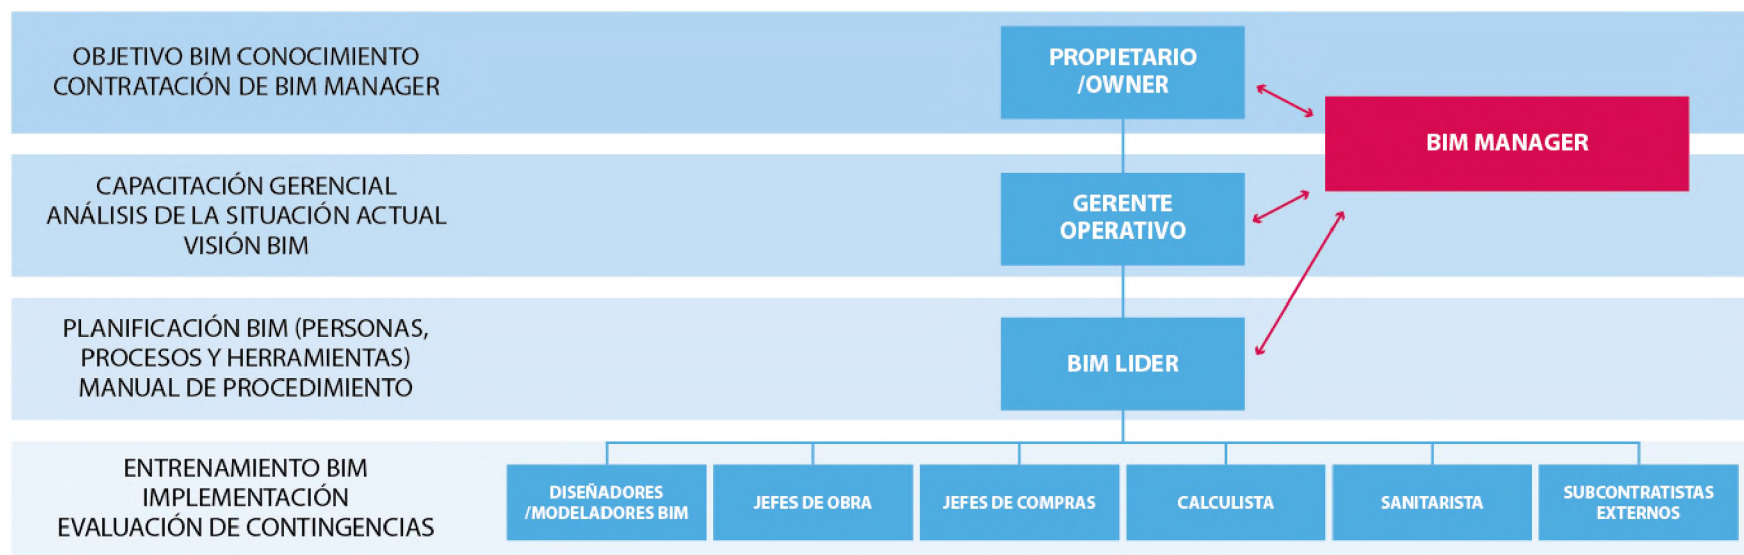 OBJETIVO BIM CONOCIMIENTO
CONTRATACIÓN DE BIM MANAGER
PROPIETARIO
/OWNER
BIM MANAGER
CAPACITACIÓN GERENCIAL
ANÁLISIS DE LA SITUACIÓN ACTUAL
VISIÓN BIM
GERENTE
OPERATIVO
PLANIFICACIÓN BIM (PERSONAS,
PROCESOS Y HERRAMIENTAS)
MANUAL DE PROCEDIMIENTO
BIM LIDER
ENTRENAMIENTO BIM
IMPLEMENTACIÓN
EVALUACIÓN DE CONTINGENCIAS
DISEÑADORES
/MODELADORES BIM
JEFES DE OBRA
JEFES DE COMPRAS
CALCULISTA
SANITARISTA
SUBCONTRATISTAS
EXTERNOS